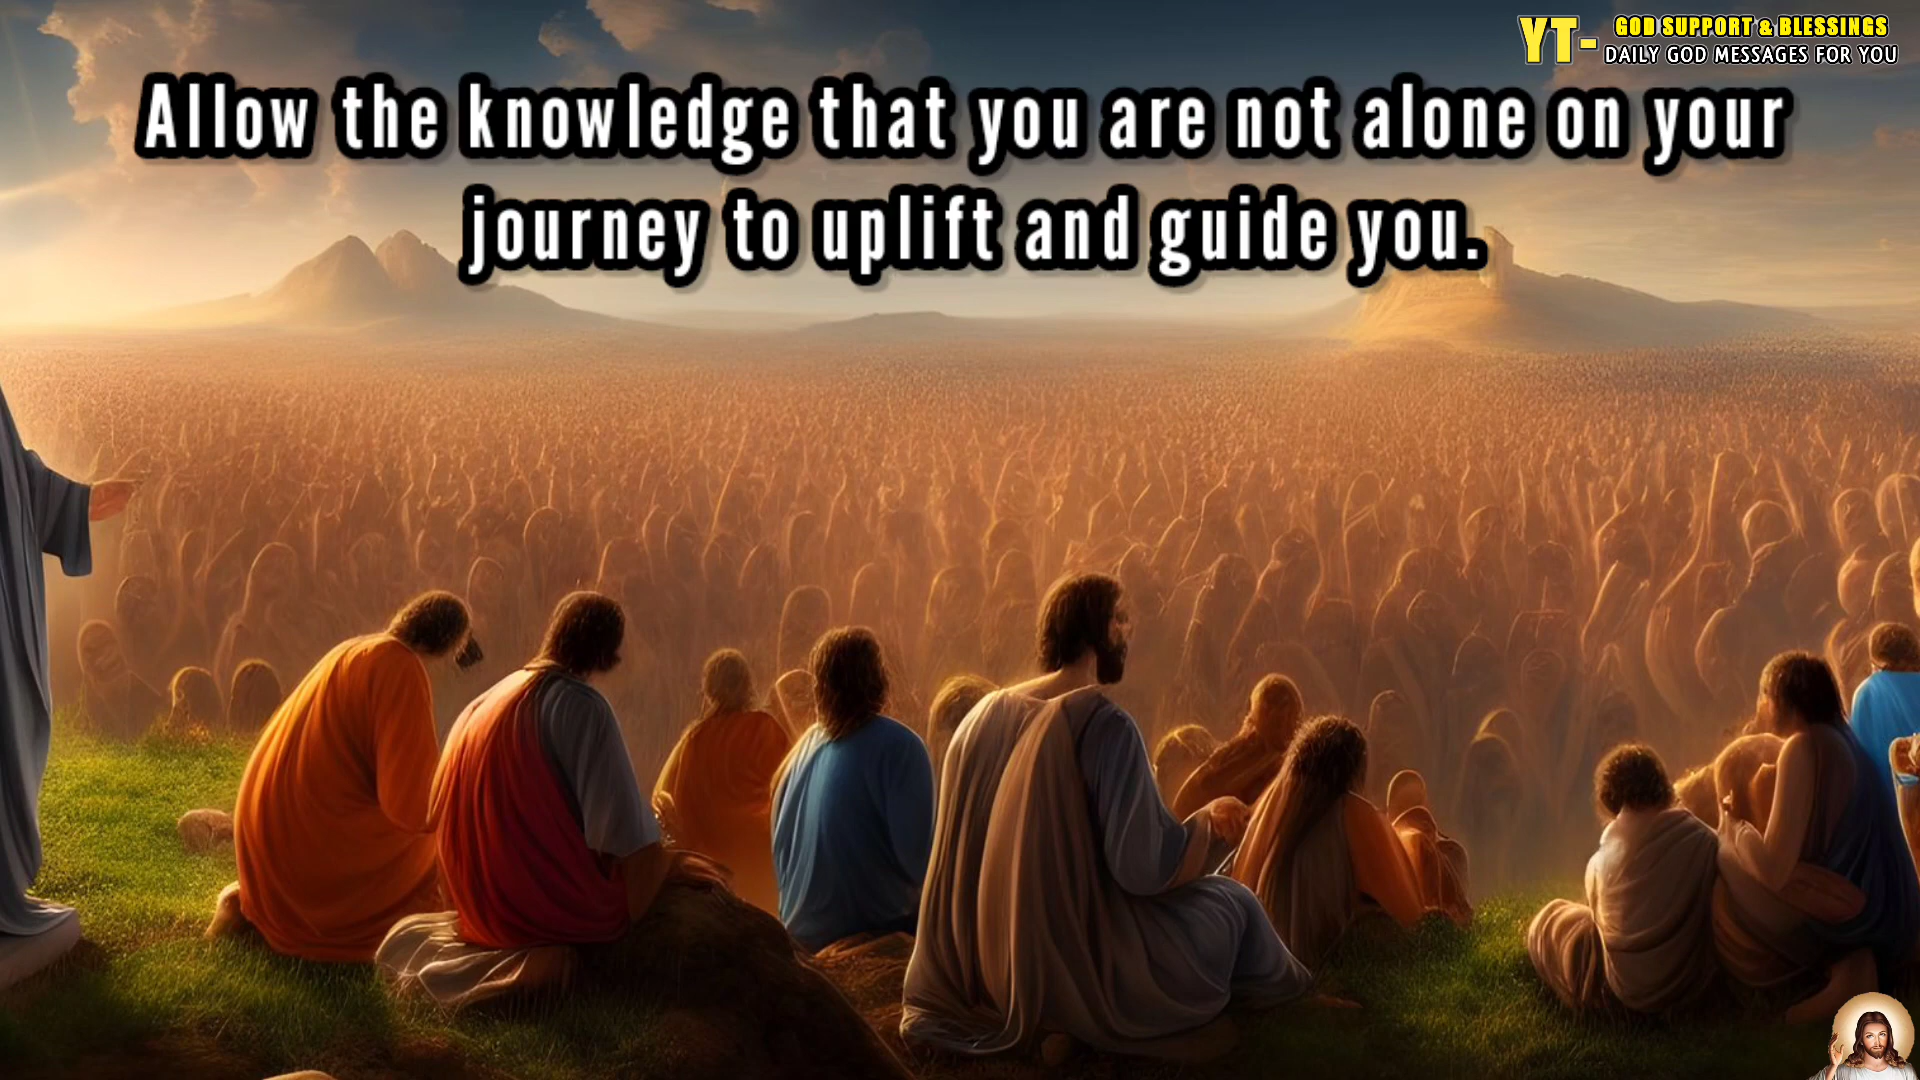 YT- GOD SUPPORT & BLESSINGS
DAILY GOD MESSAGES FOR YOU
Allow the knowledge that you are not alone on your
journey to uplift and guide you.